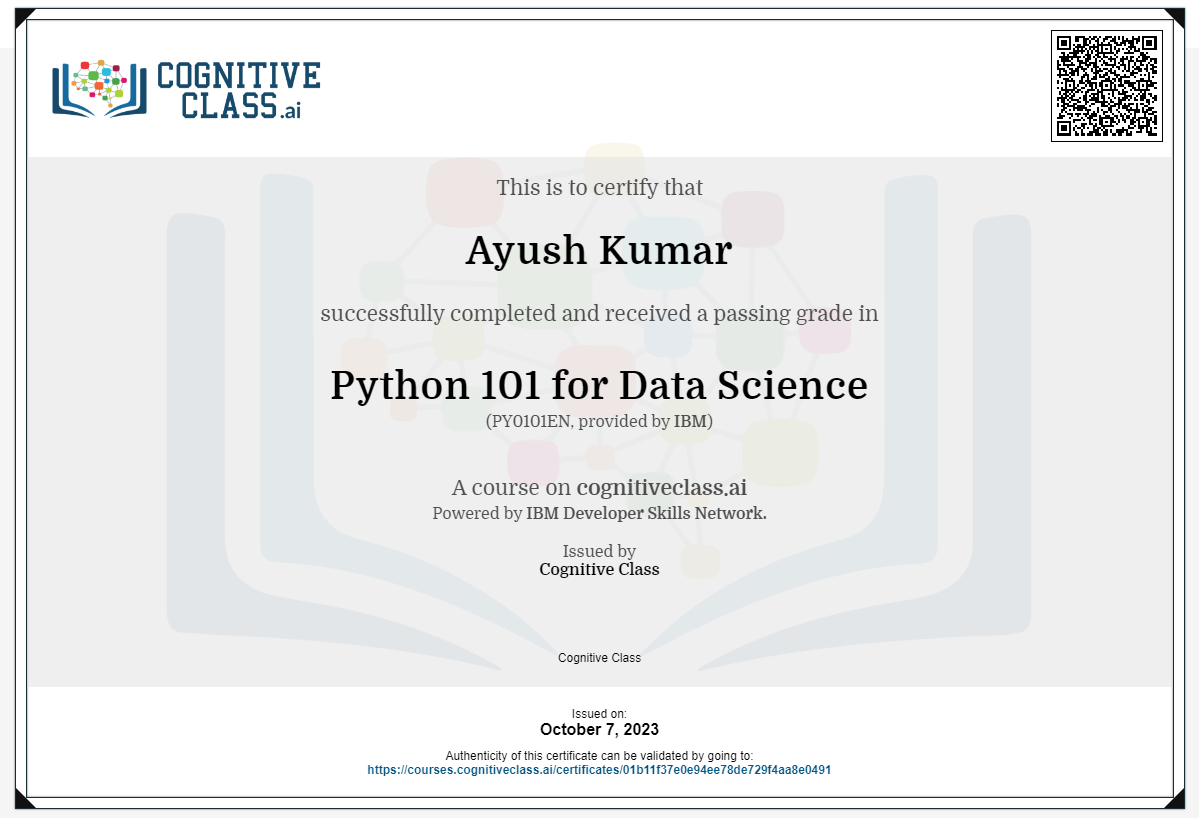 COGNITIVE
CLASS.ai
This is to certify that
Ayush Kumar
successfully completed and received a passing grade in
Python 101 for Data Science
(PY0101EN, provided by IBM)
A course on cognitiveclass.ai
Powered by IBM Developer Skills Network.
Issued by
Cognitive Class
Cognitive Class
Issued on:
October 7, 2023
Authenticity of this certificate can be validated by going to:
https://courses.cognitiveclass.ai/certificates/01b11f37e0e94ee78de729f4aa8e0491